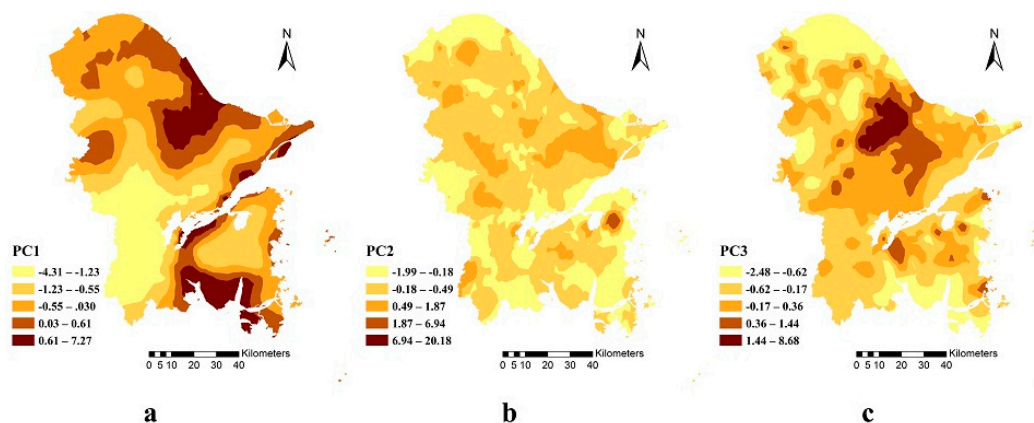 N
PC1
-4.31 – -1.23
-1.23 – -0.55
-0.55 – .030
0.03 – 0.61
0.61 – 7.27
Kilometers
0 5 10 20 30 40
a
N
PC2
-1.99 – -0.18
-0.18 – -0.49
0.49 – 1.87
1.87 – 6.94
6.94 – 20.18
Kilometers
0 5 10 20 30 40
b
N
PC3
-2.48 – -0.62
-0.62 – -0.17
-0.17 – 0.36
0.36 – 1.44
1.44 – 8.68
Kilometers
0 5 10 20 30 40
c